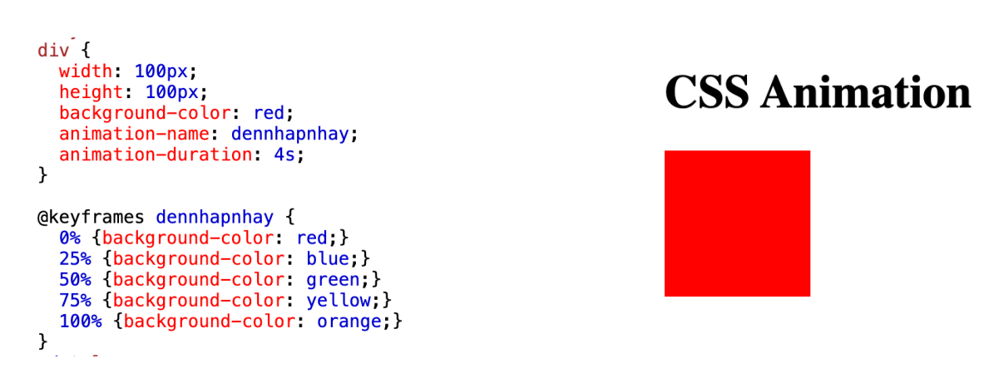 div {
  width: 100px;
  height: 100px;
  background-color: red;
  animation-name: dennhapnhay;
  animation-duration: 4s;
}
@keyframes dennhapnhay {
  0% {background-color: red;}
  25% {background-color: blue;}
  50% {background-color: green;}
  75% {background-color: yellow;}
  100% {background-color: orange;}
}
CSS Animation